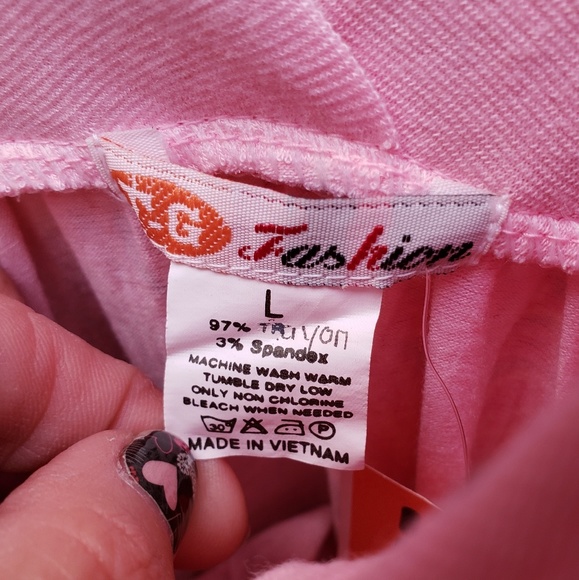 G Fashion
L
97% rayon
3% Spandex
MACHINE WASH WARM
TUMBLE DRY LOW
ONLY NON CHLORINE
BLEACH WHEN NEEDED
30 P
MADE IN VIETNAM